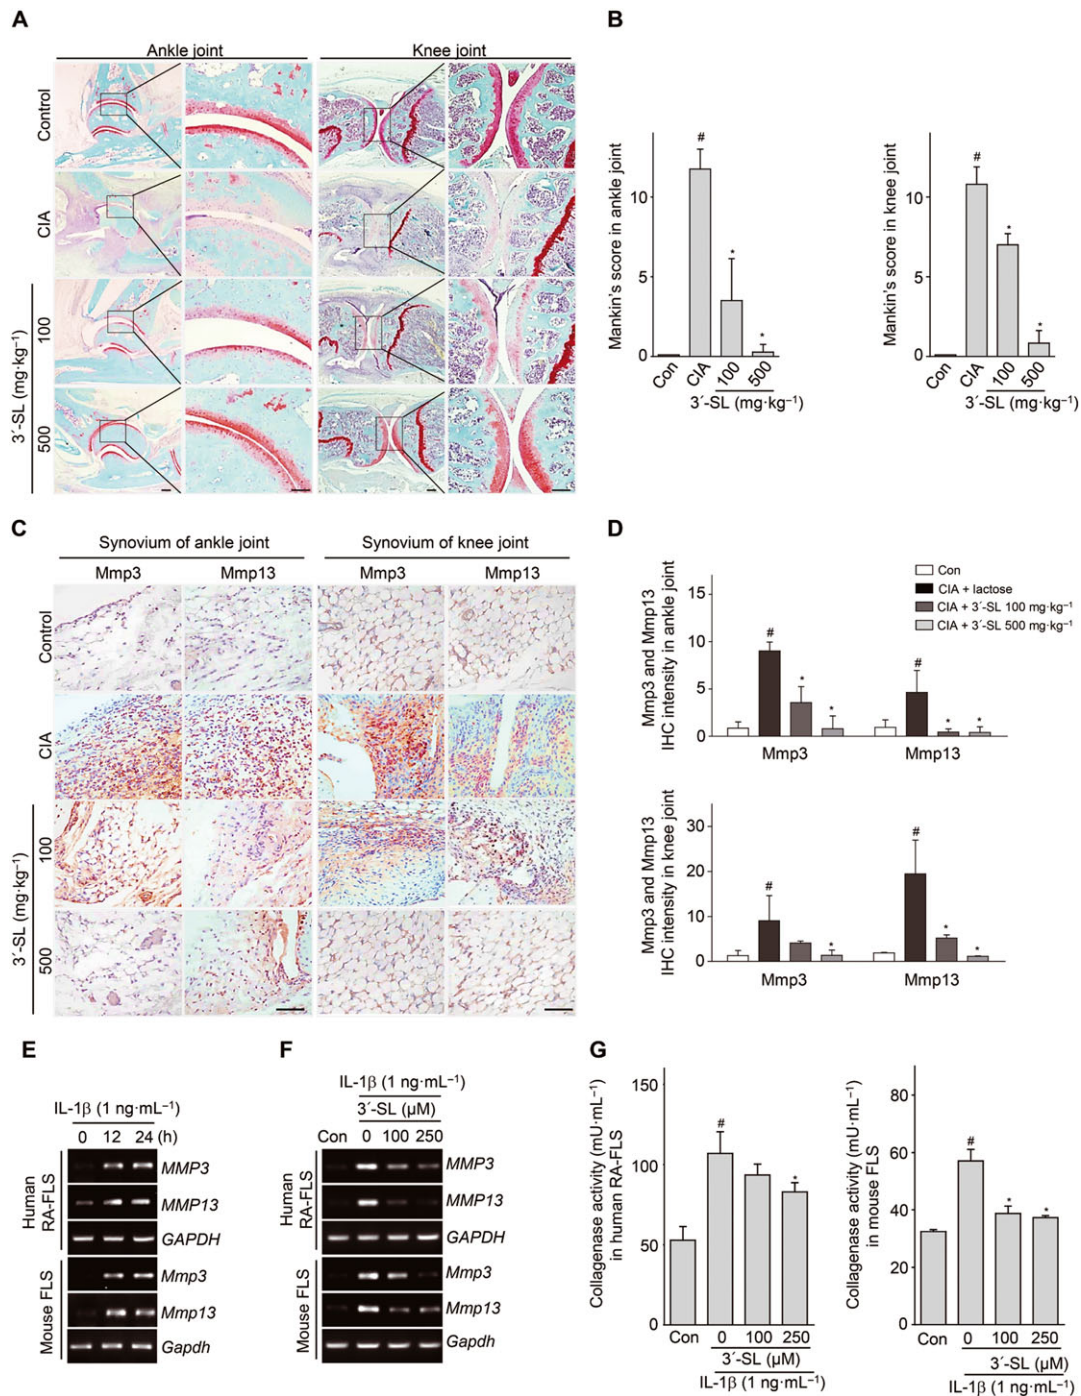 A
Ankle joint
Knee joint
Control
CIA
100
500
3´-SL (mg·kg⁻¹)
B
Mankin's score in ankle joint
10
5
0
#
*
*
Con
CIA
100
500
3´-SL (mg·kg⁻¹)
Mankin's score in knee joint
10
5
0
#
*
*
Con
CIA
100
500
3´-SL (mg·kg⁻¹)
C
Synovium of ankle joint
Synovium of knee joint
Mmp3
Mmp13
Mmp3
Mmp13
Control
CIA
100
500
3´-SL (mg·kg⁻¹)
D
Con
CIA + lactose
CIA + 3´-SL 100 mg·kg⁻¹
CIA + 3´-SL 500 mg·kg⁻¹
Mmp3 and Mmp13
IHC intensity in ankle joint
15
10
5
0
#
*
*
#
*
*
Mmp3
Mmp13
Mmp3 and Mmp13
IHC intensity in knee joint
30
20
10
0
#
*
#
*
*
Mmp3
Mmp13
E
IL-1β (1 ng·mL⁻¹)
0 12 24 (h)
Human
RA-FLS
MMP3
MMP13
GAPDH
Mouse FLS
Mmp3
Mmp13
Gapdh
F
IL-1β (1 ng·mL⁻¹)
3´-SL (µM)
Con 0 100 250
Human
RA-FLS
MMP3
MMP13
GAPDH
Mouse FLS
Mmp3
Mmp13
Gapdh
G
Collagenase activity (mU·mL⁻¹)
in human RA-FLS
150
100
50
0
#
*
Con
0
100
250
3´-SL (µM)
IL-1β (1 ng·mL⁻¹)
Collagenase activity (mU·mL⁻¹)
in mouse FLS
80
60
40
20
0
#
*
*
Con
0
100
250
3´-SL (µM)
IL-1β (1 ng·mL⁻¹)